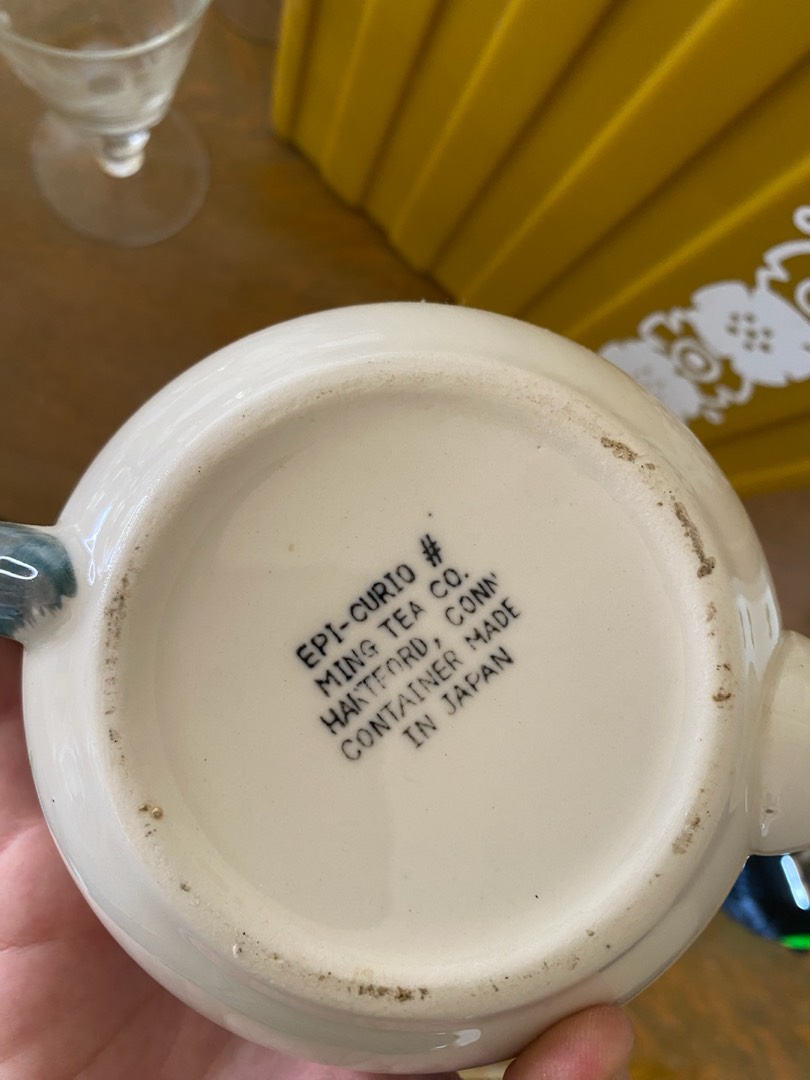 EPI-CURIO #
MING TEA CO.
HARTFORD, CONN
CONTAINER MADE
IN JAPAN